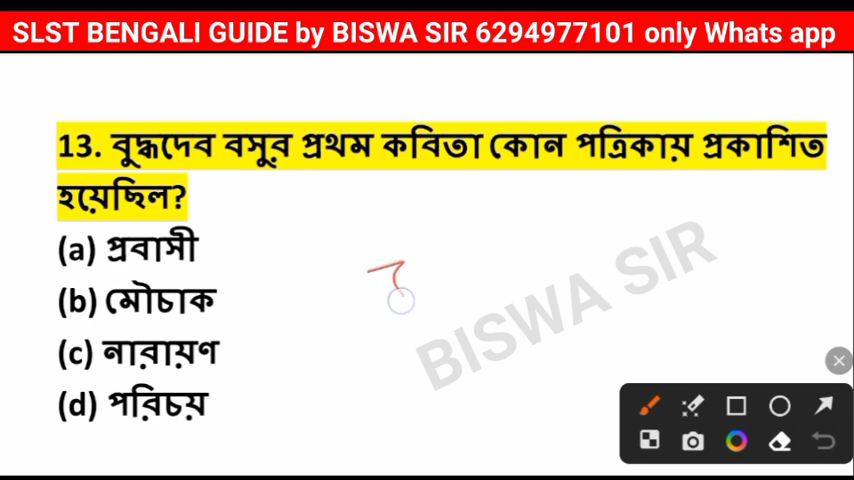 SLST BENGALI GUIDE by BISWA SIR 6294977101 only Whats app
13. বুদ্ধদেব বসুর প্রথম কবিতা কোন পত্রিকায় প্রকাশিত
হয়েছিল?
(a) প্রবাসী
(b) মৌচাক
(c) নারায়ণ
(d) পরিচয়
BISWA SIR